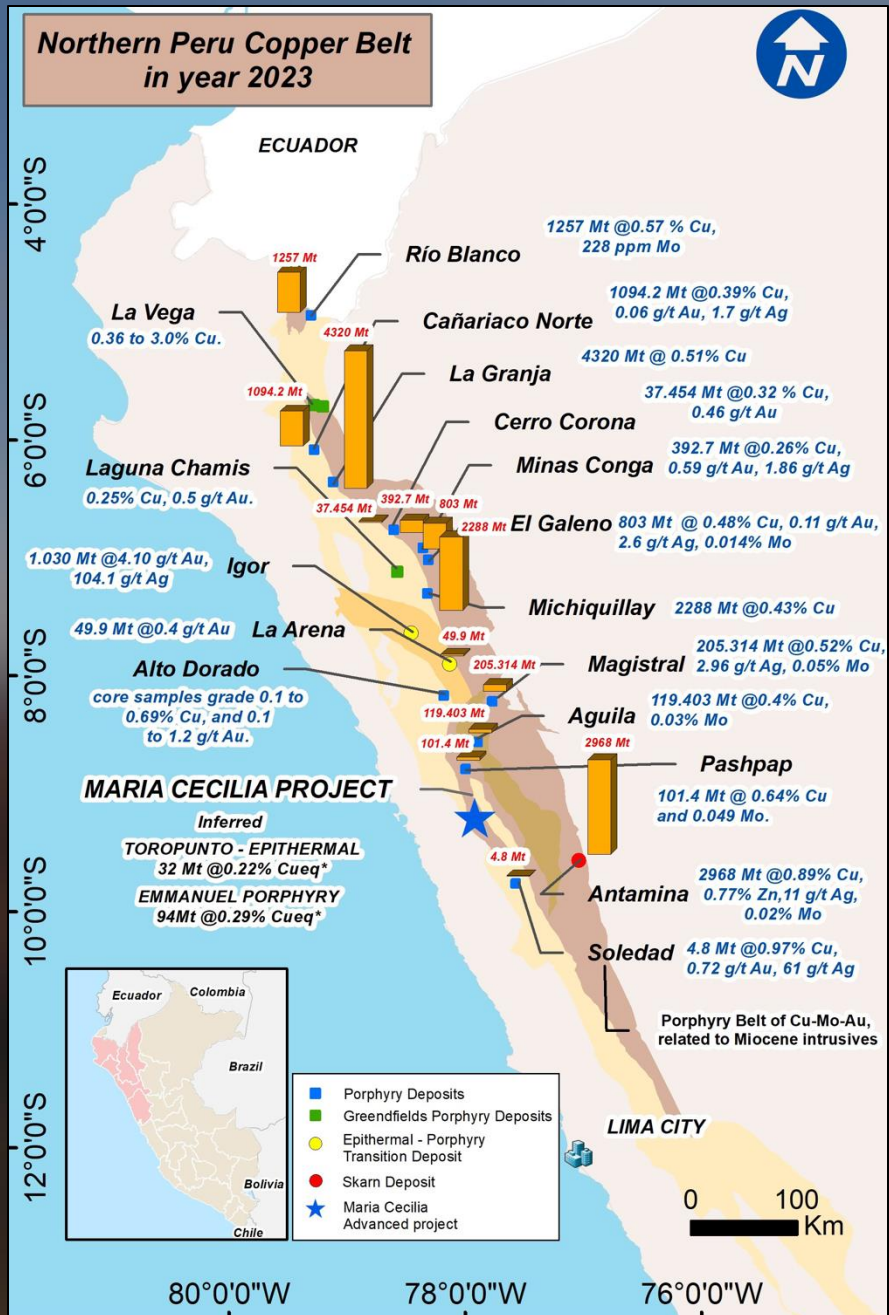 Northern Peru Copper Belt
in year 2023
N
ECUADOR
4°0'0"S
6°0'0"S
8°0'0"S
10°0'0"S
12°0'0"S
1257 Mt
Río Blanco
1257 Mt @0.57 % Cu,
228 ppm Mo
La Vega
0.36 to 3.0% Cu.
4320 Mt
Cañariaco Norte
1094.2 Mt @0.39% Cu,
0.06 g/t Au, 1.7 g/t Ag
1094.2 Mt
La Granja
4320 Mt @ 0.51% Cu
Cerro Corona
37.454 Mt @0.32 % Cu,
0.46 g/t Au
Laguna Chamis
0.25% Cu, 0.5 g/t Au.
Minas Conga
392.7 Mt @0.26% Cu,
0.59 g/t Au, 1.86 g/t Ag
37.454 Mt
392.7 Mt
803 Mt
2288 Mt
El Galeno
803 Mt @ 0.48% Cu, 0.11 g/t Au,
2.6 g/t Ag, 0.014% Mo
Igor
1.030 Mt @4.10 g/t Au,
104.1 g/t Ag
Michiquillay
2288 Mt @0.43% Cu
La Arena
49.9 Mt @0.4 g/t Au
49.9 Mt
Alto Dorado
core samples grade 0.1 to
0.69% Cu, and 0.1
to 1.2 g/t Au.
205.314 Mt
Magistral
205.314 Mt @0.52% Cu,
2.96 g/t Ag, 0.05% Mo
119.403 Mt
Aguila
119.403 Mt @0.4% Cu,
0.03% Mo
101.4 Mt
2968 Mt
Pashpap
101.4 Mt @ 0.64% Cu
and 0.049 Mo.
MARIA CECILIA PROJECT
Inferred
TOROPUNTO - EPITHERMAL
32 Mt @0.22% Cueq*
EMMANUEL PORPHYRY
94Mt @0.29% Cueq*
4.8 Mt
Antamina
2968 Mt @0.89% Cu,
0.77% Zn,11 g/t Ag,
0.02% Mo
Soledad
4.8 Mt @0.97% Cu,
0.72 g/t Au, 61 g/t Ag
Porphyry Belt of Cu-Mo-Au,
related to Miocene intrusives
Ecuador
Colombia
Brazil
Bolivia
Chile
Porphyry Deposits
Greendfields Porphyry Deposits
Epithermal - Porphyry
Transition Deposit
Skarn Deposit
Maria Cecilia
Advanced project
LIMA CITY
0 100
Km
80°0'0"W
78°0'0"W
76°0'0"W